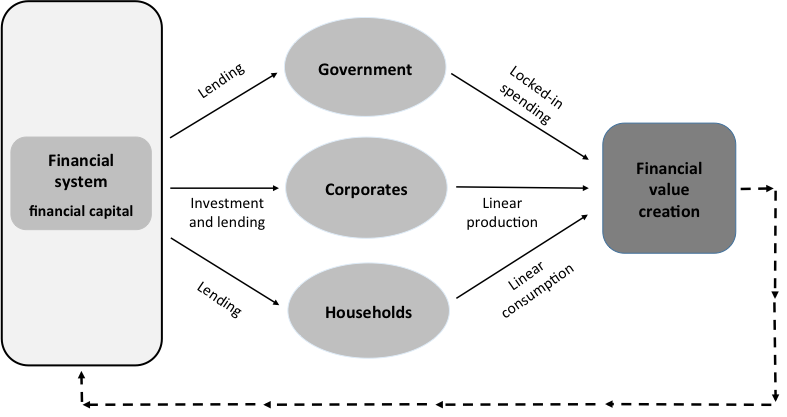 Financial
system
financial capital
Lending
Investment
and lending
Lending
Government
Corporates
Households
Locked-in
spending
Linear
production
Linear
consumption
Financial
value
creation